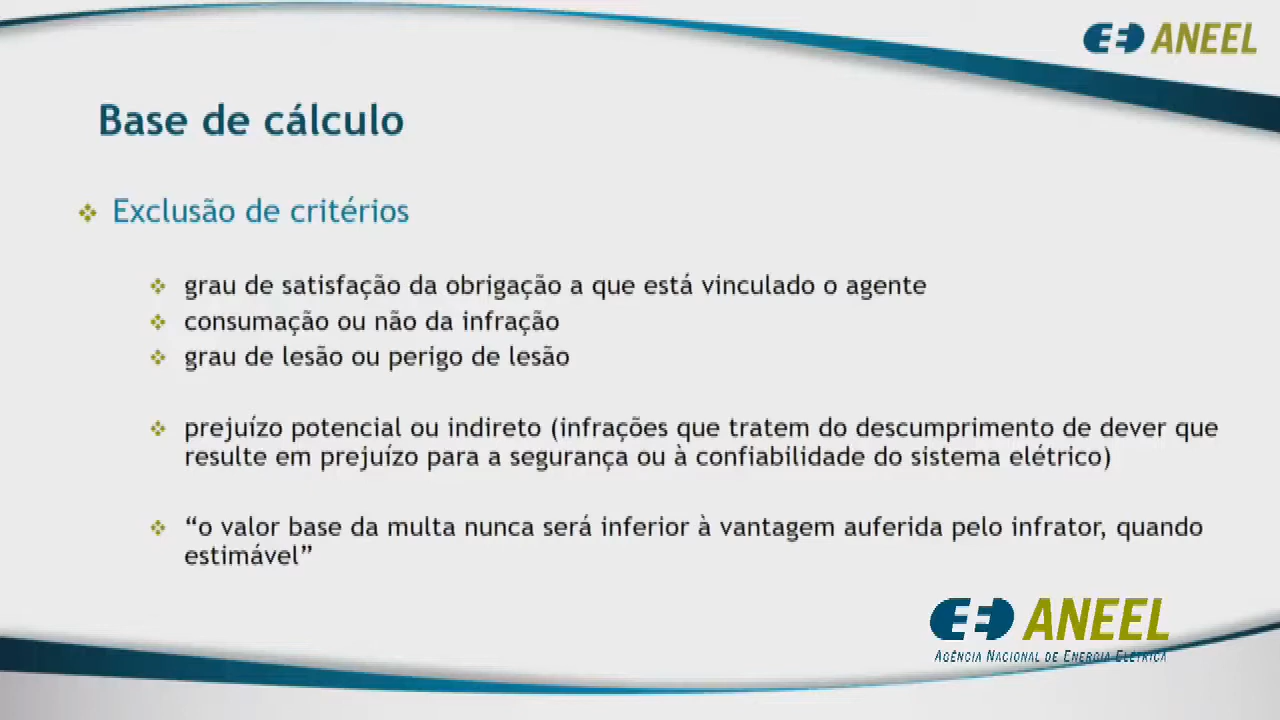 ANEEL
Base de cálculo
Exclusão de critérios
grau de satisfação da obrigação a que está vinculado o agente
consumação ou não da infração
grau de lesão ou perigo de lesão
prejuízo potencial ou indireto (infrações que tratem do descumprimento de dever que
resulte em prejuízo para a segurança ou à confiabilidade do sistema elétrico)
“o valor base da multa nunca será inferior à vantagem auferida pelo infrator, quando
estimável”
ANEEL
AGÊNCIA NACIONAL DE ENERGIA ELÉTRICA